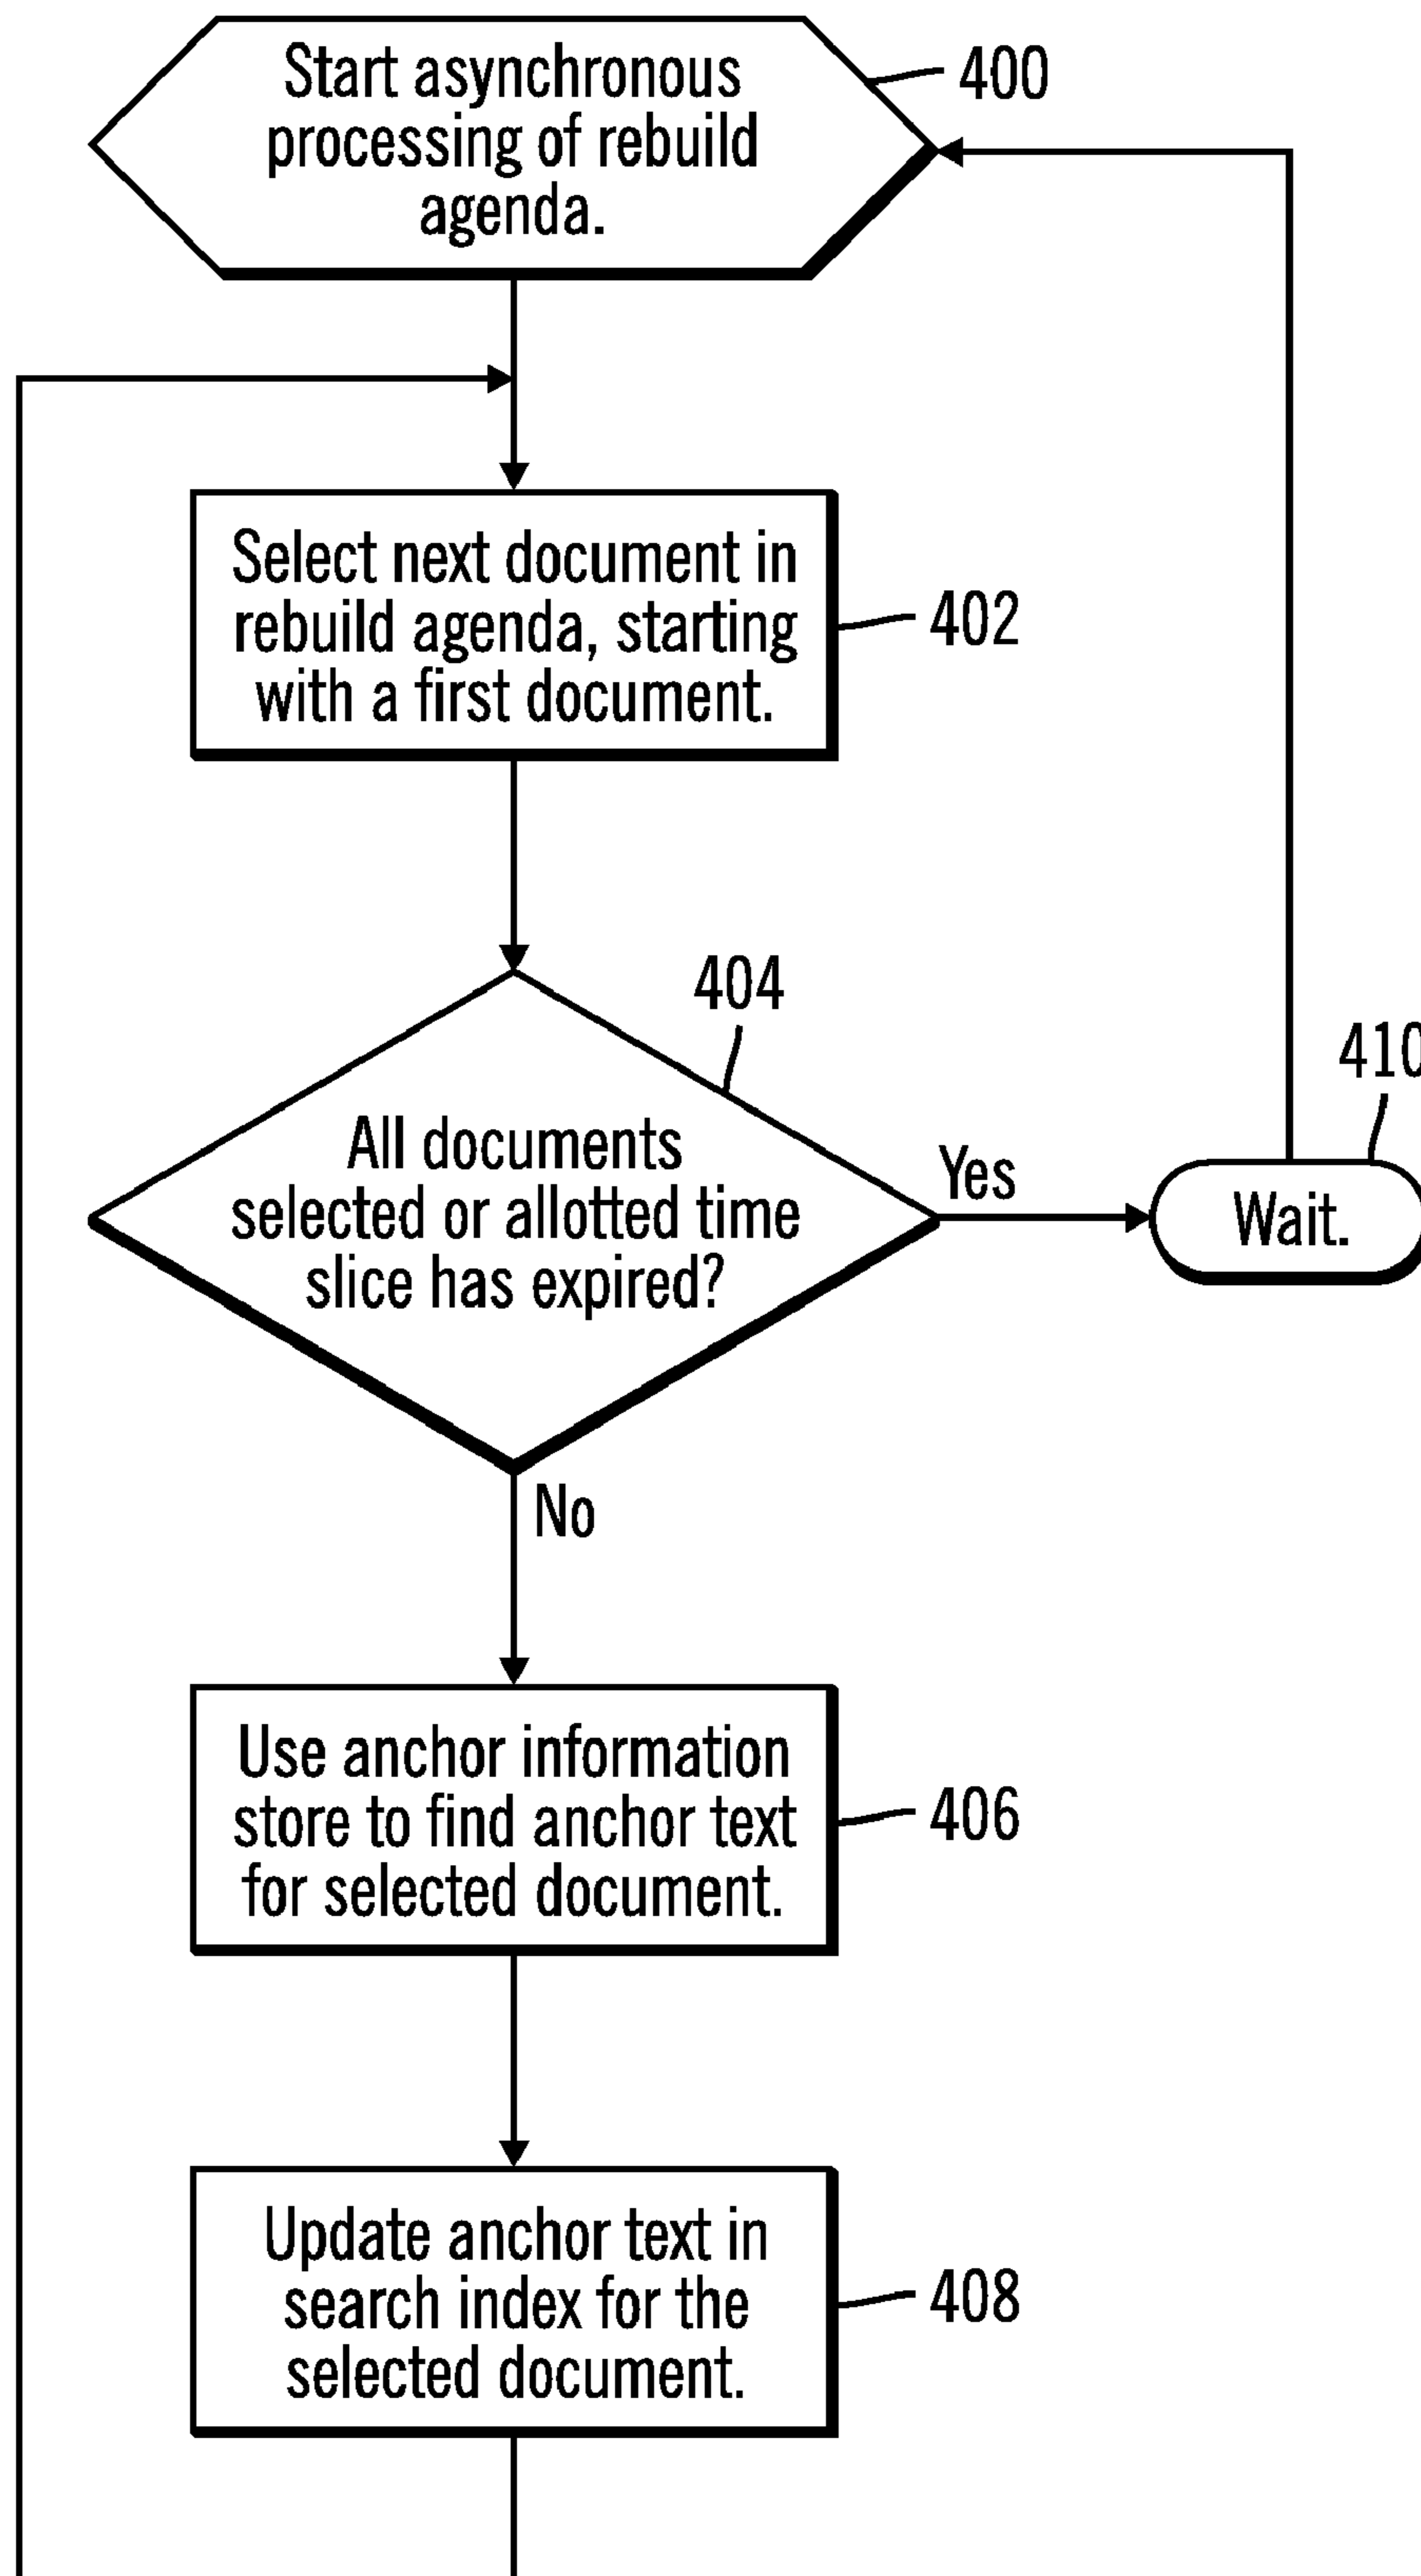 Start asynchronous
processing of rebuild
agenda.
400
Select next document in
rebuild agenda, starting
with a first document.
402
404
All documents
selected or allotted time
slice has expired?
Yes
410
Wait.
No
Use anchor information
store to find anchor text
for selected document.
406
Update anchor text in
search index for the
selected document.
408